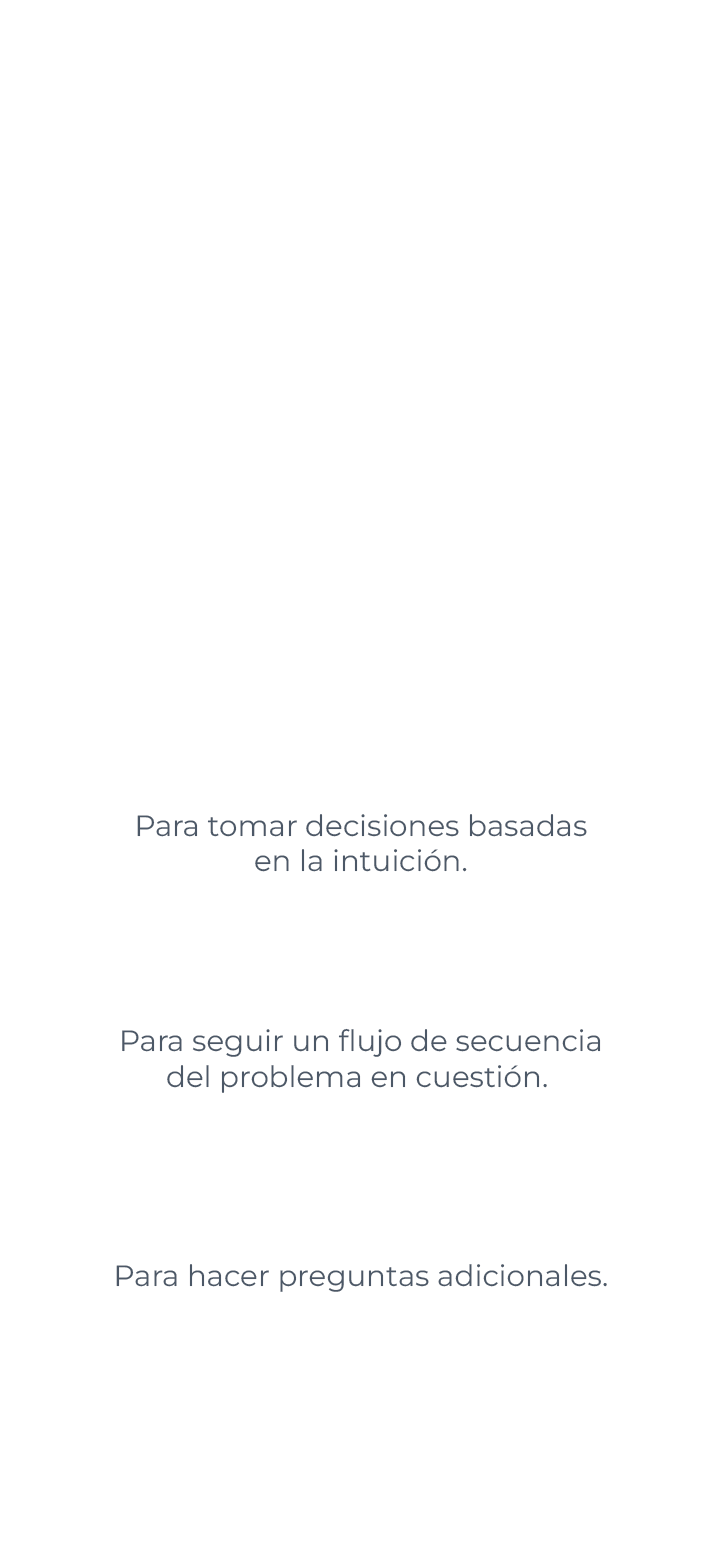 Para tomar decisiones basadas
en la intuición.
Para seguir un flujo de secuencia
del problema en cuestión.
Para hacer preguntas adicionales.